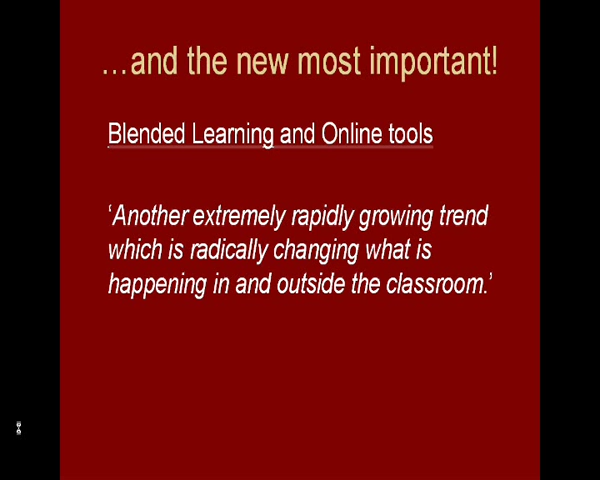 …and the new most important!
Blended Learning and Online tools
‘Another extremely rapidly growing trend
which is radically changing what is
happening in and outside the classroom.’